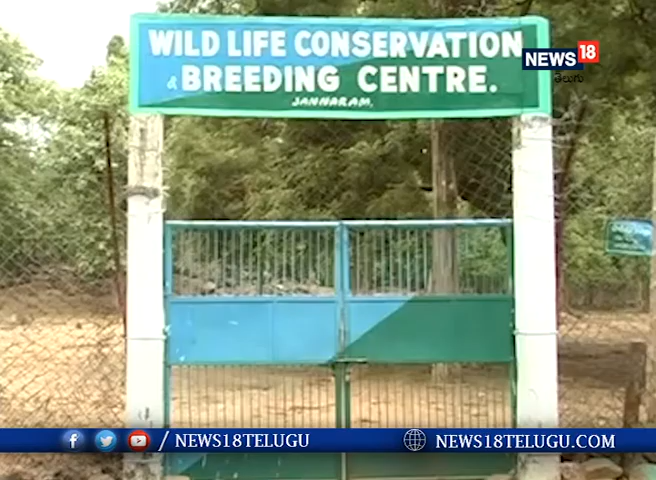 WILD LIFE CONSERVATION
& BREEDING CENTRE.
JANNARAM.
NEWS18
తెలుగు
/NEWS18TELUGU
NEWS18TELUGU.COM